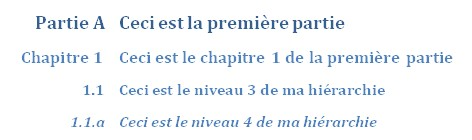 Partie A Ceci est la première partie
Chapitre 1 Ceci est le chapitre 1 de la première partie
1.1 Ceci est le niveau 3 de ma hiérarchie
1.1.a Ceci est le niveau 4 de ma hiérarchie